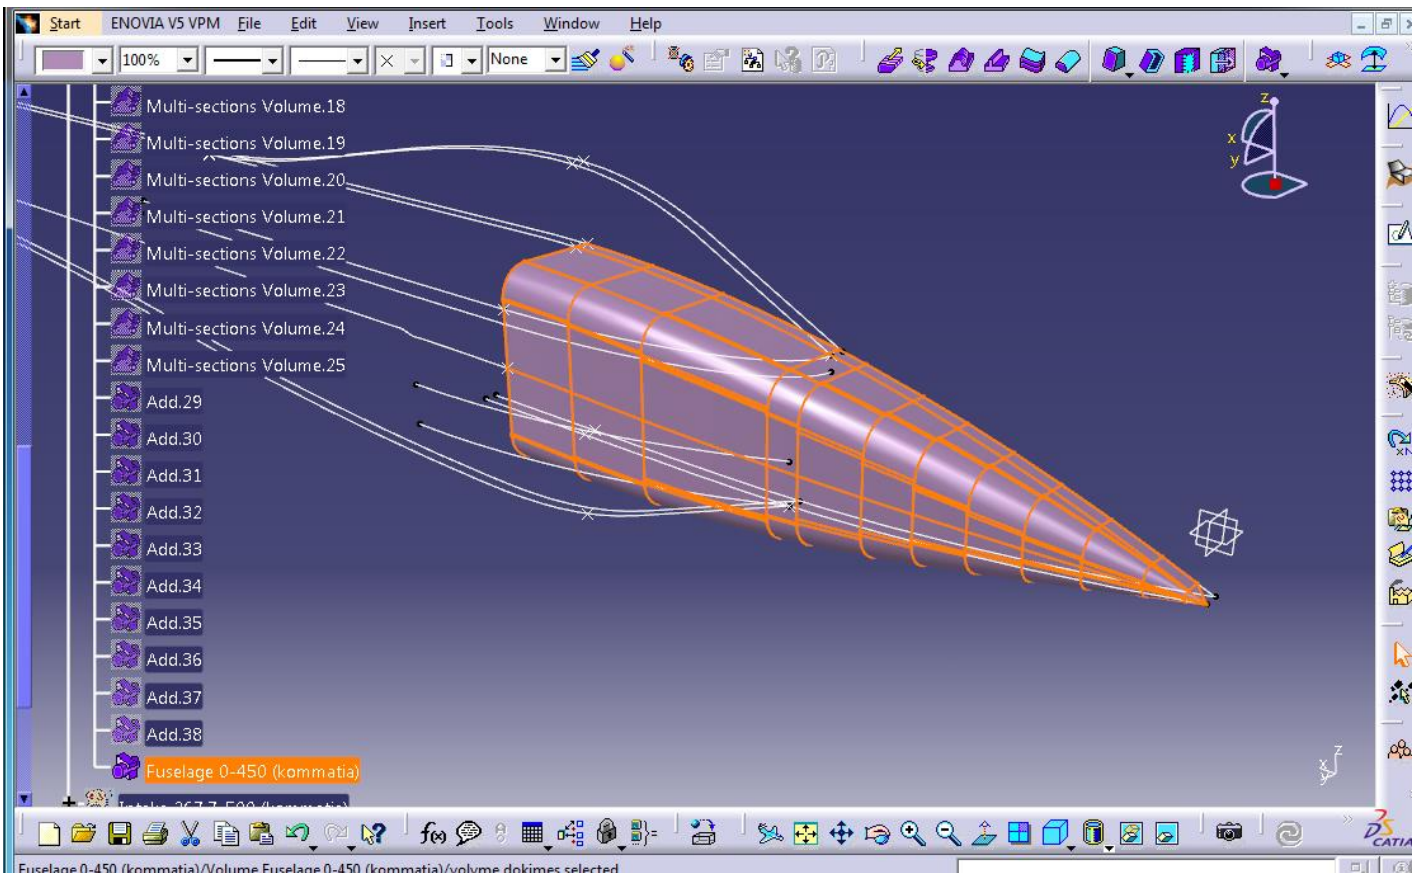 Start ENOVIA V5 VPM File Edit View Insert Tools Window Help
100% None
Multi-sections Volume.18
Multi-sections Volume.19
Multi-sections Volume.20
Multi-sections Volume.21
Multi-sections Volume.22
Multi-sections Volume.23
Multi-sections Volume.24
Multi-sections Volume.25
Add.29
Add.30
Add.31
Add.32
Add.33
Add.34
Add.35
Add.36
Add.37
Add.38
Fuselage 0-450 (kommatia)
z
x
y
z
x
y
f(x)
CATIA
Fuselage 0-450 (kommatia)/Volume Fuselage 0-450 (kommatia)/volyme dokimes selected